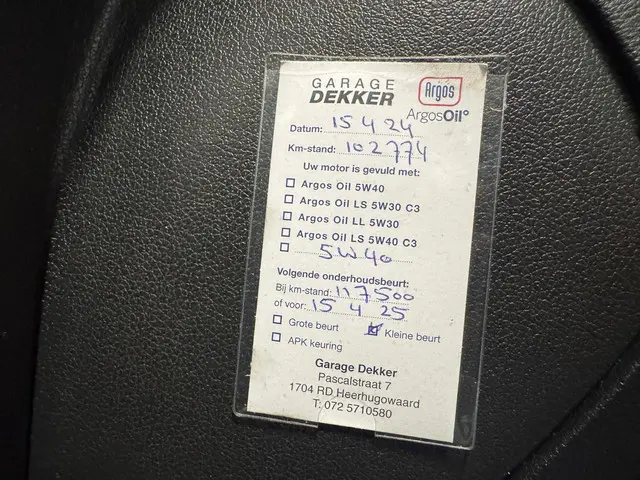 GARAGE
DEKKER
Argos
ArgosOil°
Datum: 15 4 24
Km-stand: 102774
Uw motor is gevuld met:
Argos Oil 5W40
Argos Oil LS 5W30 C3
Argos Oil LL 5W30
Argos Oil LS 5W40 C3
5W40
Volgende onderhoudsbeurt:
Bij km-stand: 117500
of voor: 15 4 25
Grote beurt Kleine beurt
APK keuring
Garage Dekker
Pascalstraat 7
1704 RD Heerhugowaard
T: 072 5710580